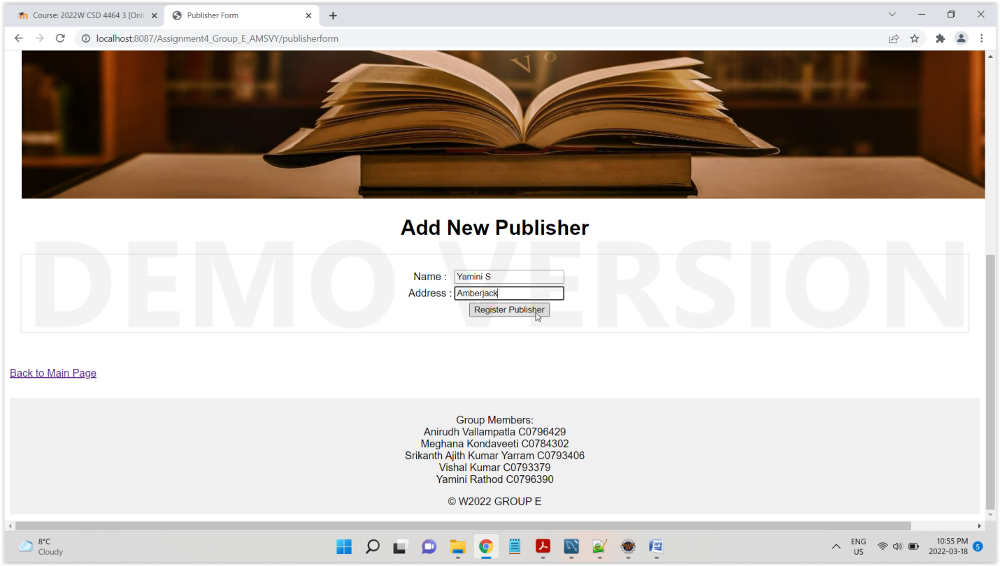 Course: 2022W CSD 4464 3 [Onli
Publisher Form
localhost:8087/Assignment4_Group_E_AMSVY/publisherform
V O
Add New Publisher
DEMO VERSION
Name : Yamini S
Address : Amberjack
Register Publisher
Back to Main Page
Group Members:
Anirudh Vallampatla C0796429
Meghana Kondaveeti C0784302
Srikanth Ajith Kumar Yarram C0793406
Vishal Kumar C0793379
Yamini Rathod C0796390
© W2022 GROUP E
8°C
Cloudy
ENG
US
10:55 PM
2022-03-18
5